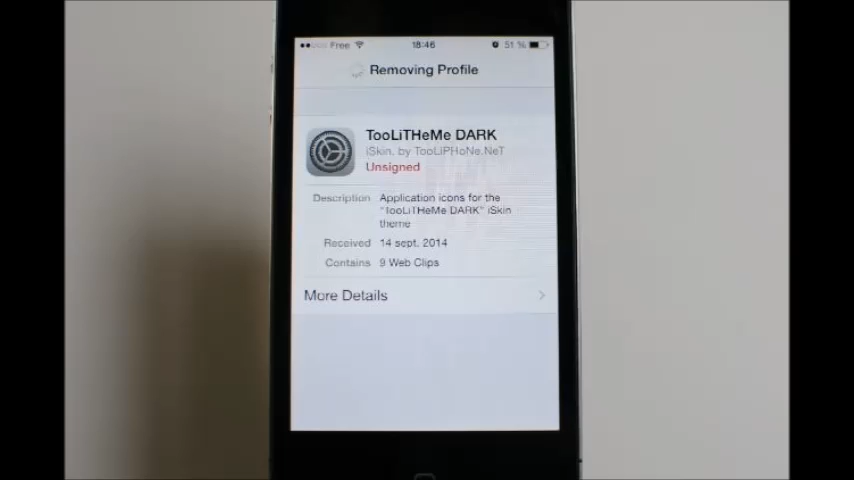 Free 18:46 51 %
Removing Profile
TooLiTHeMe DARK
iSkin. by TooLiPHoNe.NeT
Unsigned
Description Application icons for the
"TooLiTHeMe DARK" iSkin
theme
Received 14 sept. 2014
Contains 9 Web Clips
More Details